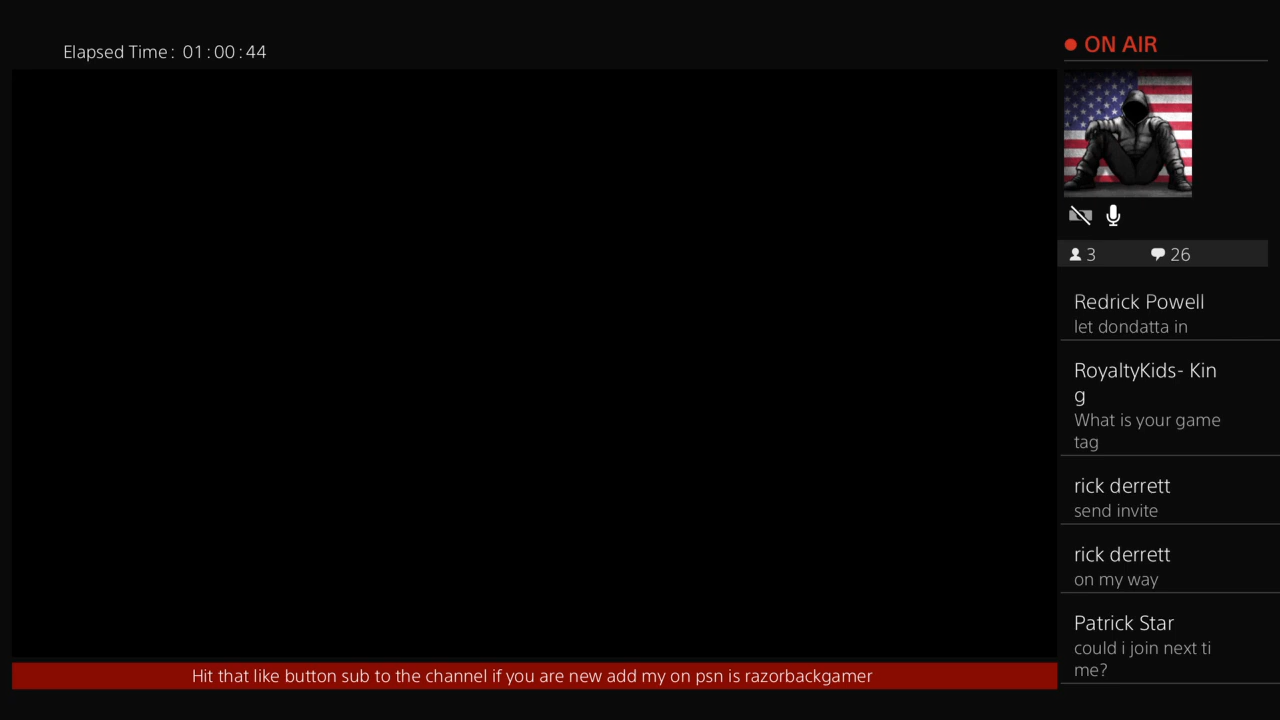 Elapsed Time: 01:00:44
ON AIR
3 26
Redrick Powell
let dondatta in
RoyaltyKids- Kin
g
What is your game
tag
rick derrett
send invite
rick derrett
on my way
Patrick Star
could i join next ti
me?
Hit that like button sub to the channel if you are new add my on psn is razorbackgamer